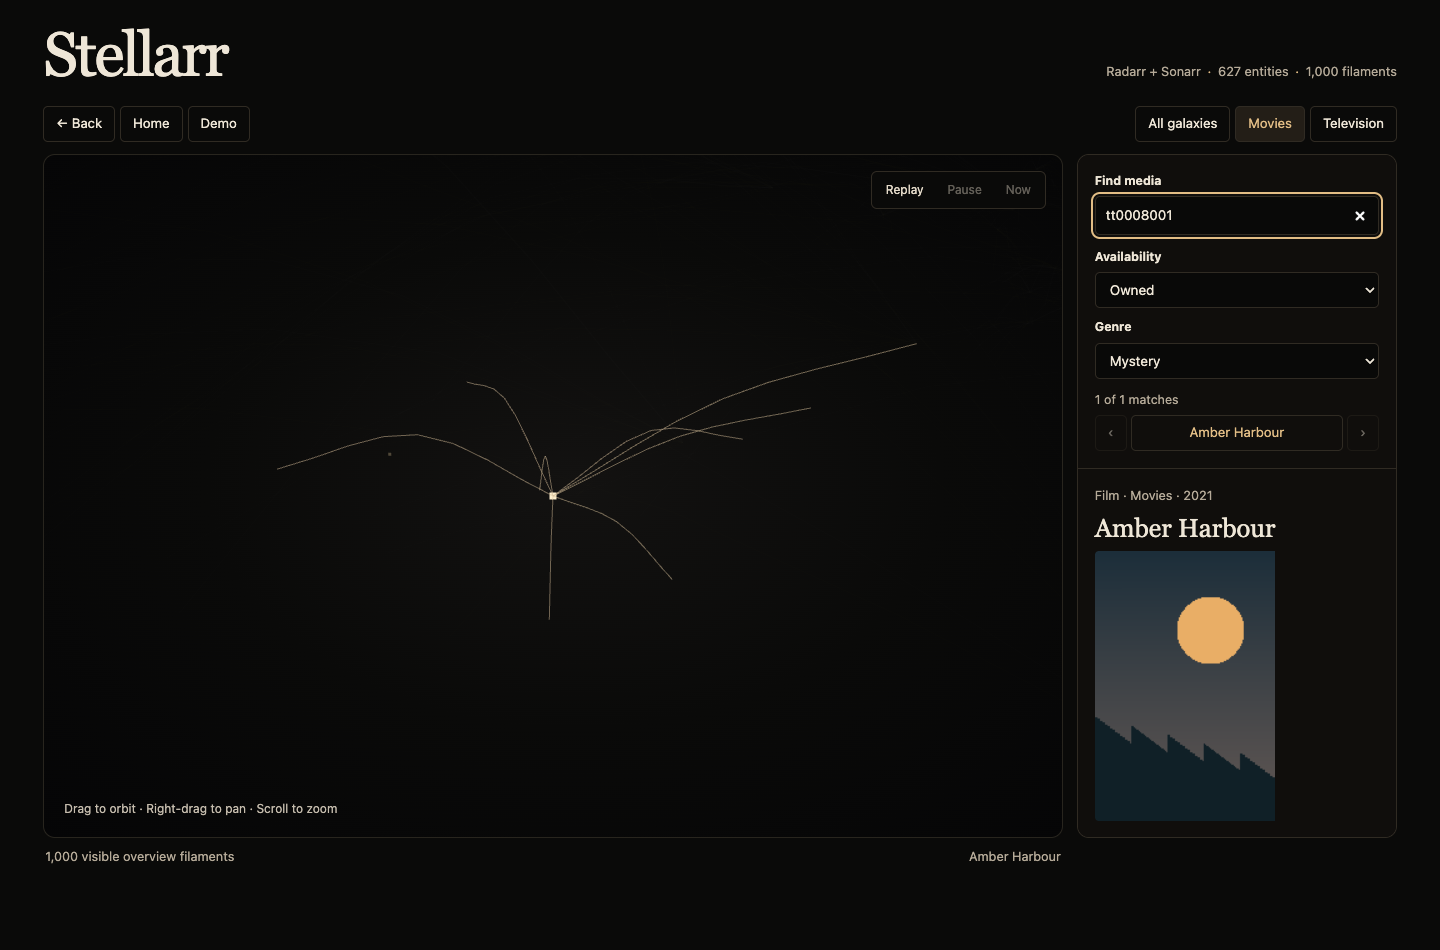 Stellarr
Radarr + Sonarr · 627 entities · 1,000 filaments
← Back
Home
Demo
All galaxies
Movies
Television
Replay
Pause
Now
Drag to orbit · Right-drag to pan · Scroll to zoom
Find media
tt0008001
Availability
Owned
Genre
Mystery
1 of 1 matches
‹
Amber Harbour
›
Film · Movies · 2021
Amber Harbour
1,000 visible overview filaments
Amber Harbour